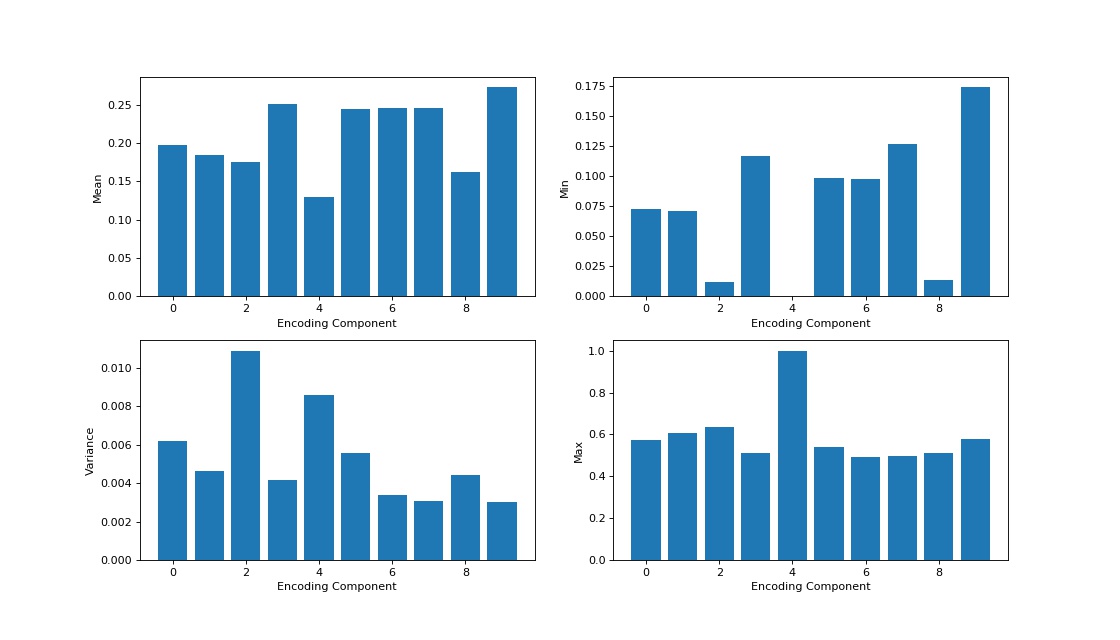 0.25
0.20
0.15
0.10
0.05
0.00
Mean
0 2 4 6 8
Encoding Component
0.175
0.150
0.125
0.100
0.075
0.050
0.025
0.000
Min
0 2 4 6 8
Encoding Component
0.010
0.008
0.006
0.004
0.002
0.000
Variance
0 2 4 6 8
Encoding Component
1.0
0.8
0.6
0.4
0.2
0.0
Max
0 2 4 6 8
Encoding Component